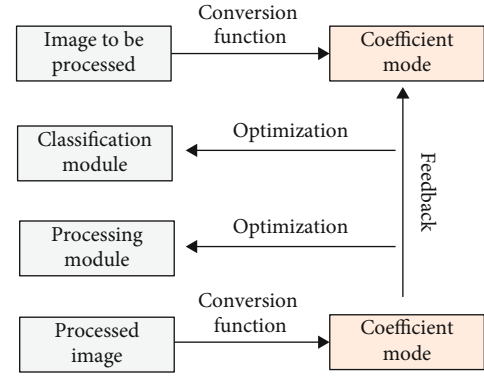 Image to be
processed
Conversion
function
Coefficient
mode
Classification
module
Optimization
Feedback
Processing
module
Optimization
Processed
image
Conversion
function
Coefficient
mode